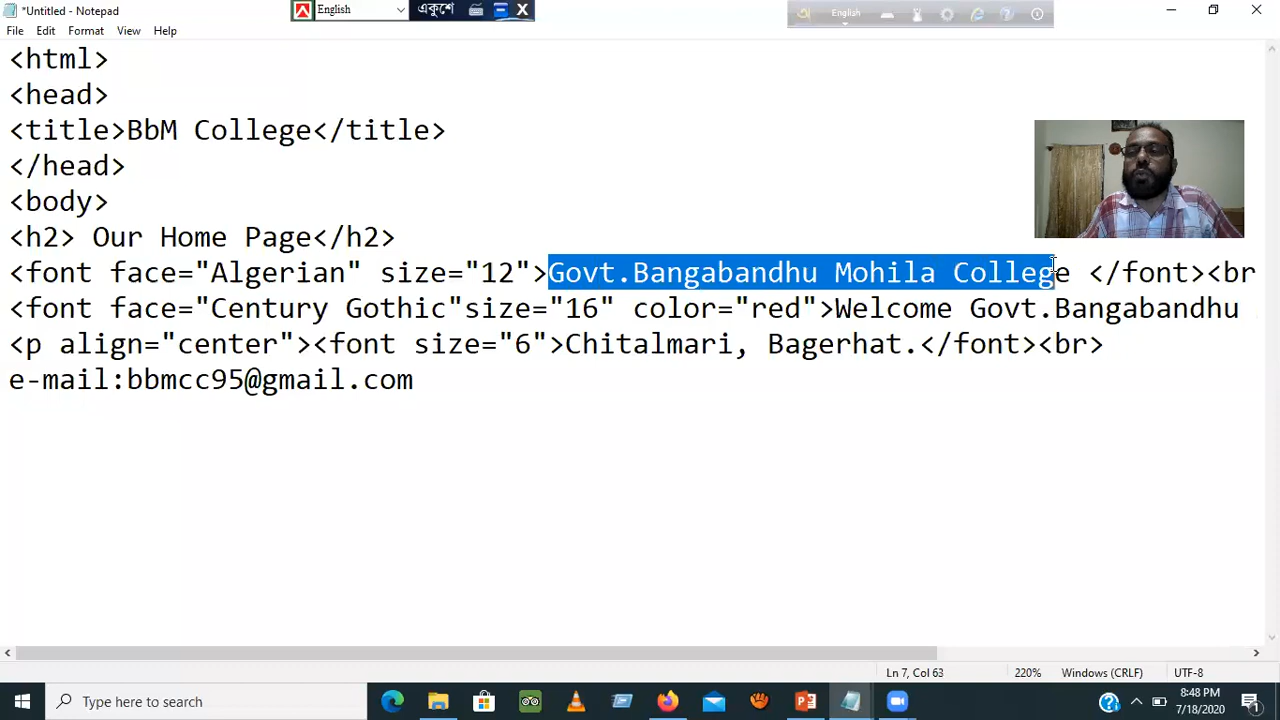 *Untitled - Notepad
English
একুশে
X
English
File Edit Format View Help
<html>
<head>
<title>BbM College</title>
</head>
<body>
<h2> Our Home Page</h2>
<font face="Algerian" size="12">Govt.Bangabandhu Mohila College </font><br
<font face="Century Gothic"size="16" color="red">Welcome Govt.Bangabandhu
<p align="center"><font size="6">Chitalmari, Bagerhat.</font><br>
e-mail:bbmcc95@gmail.com
Ln 7, Col 63
220%
Windows (CRLF)
UTF-8
Type here to search
8:48 PM
7/18/2020